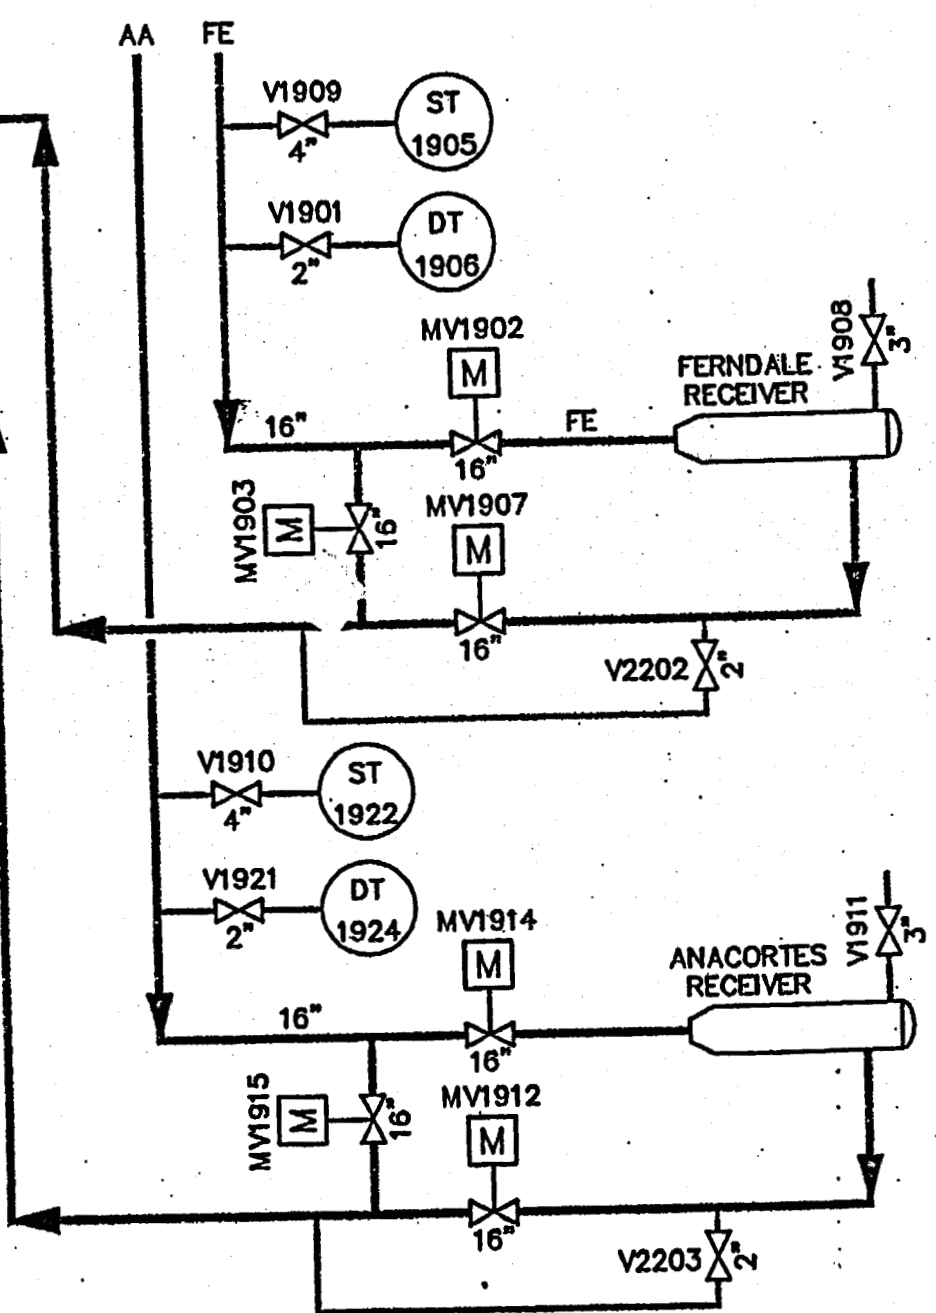 AA
FE
V1909
4"
ST
1905
V1901
2"
DT
1906
MV1902
M
16"
16"
FE
FERNDALE
RECEIVER
V1908
3"
MV1903
M
16"
MV1907
M
16"
V2202
2"
V1910
4"
ST
1922
V1921
2"
DT
1924
MV1914
M
16"
16"
ANACORTES
RECEIVER
V1911
3"
MV1915
M
16"
MV1912
M
16"
V2203
2"